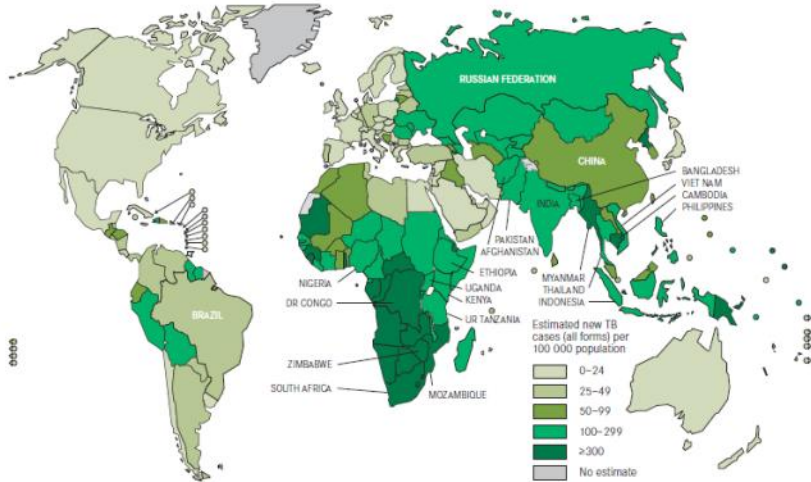 RUSSIAN FEDERATION
CHINA
BANGLADESH
VIET NAM
CAMBODIA
PHILIPPINES
INDIA
PAKISTAN
AFGHANISTAN
NIGERIA
ETHIOPIA
UGANDA
KENYA
DR CONGO
UR TANZANIA
MYANMAR
THAILAND
INDONESIA
BRAZIL
ZIMBABWE
SOUTH AFRICA
MOZAMBIQUE
Estimated new TB
cases (all forms) per
100 000 population
0–24
25–49
50–99
100–299
≥300
No estimate